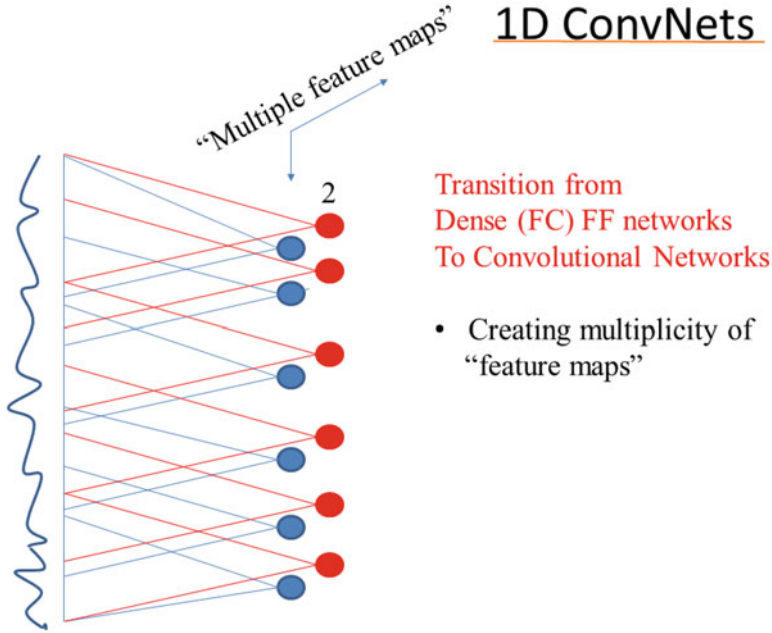 1D ConvNets
“Multiple feature maps”
2
Transition from
Dense (FC) FF networks
To Convolutional Networks
• Creating multiplicity of
“feature maps”